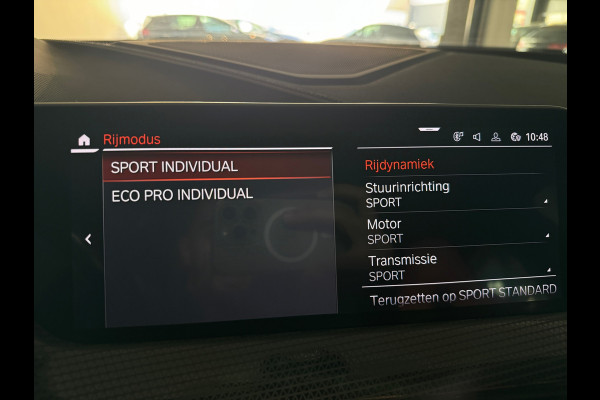 Rijmodus
10:48
SPORT INDIVIDUAL
ECO PRO INDIVIDUAL
Rijdynamiek
Stuurinrichting
SPORT
Motor
SPORT
Transmissie
SPORT
Terugzetten op SPORT STANDARD